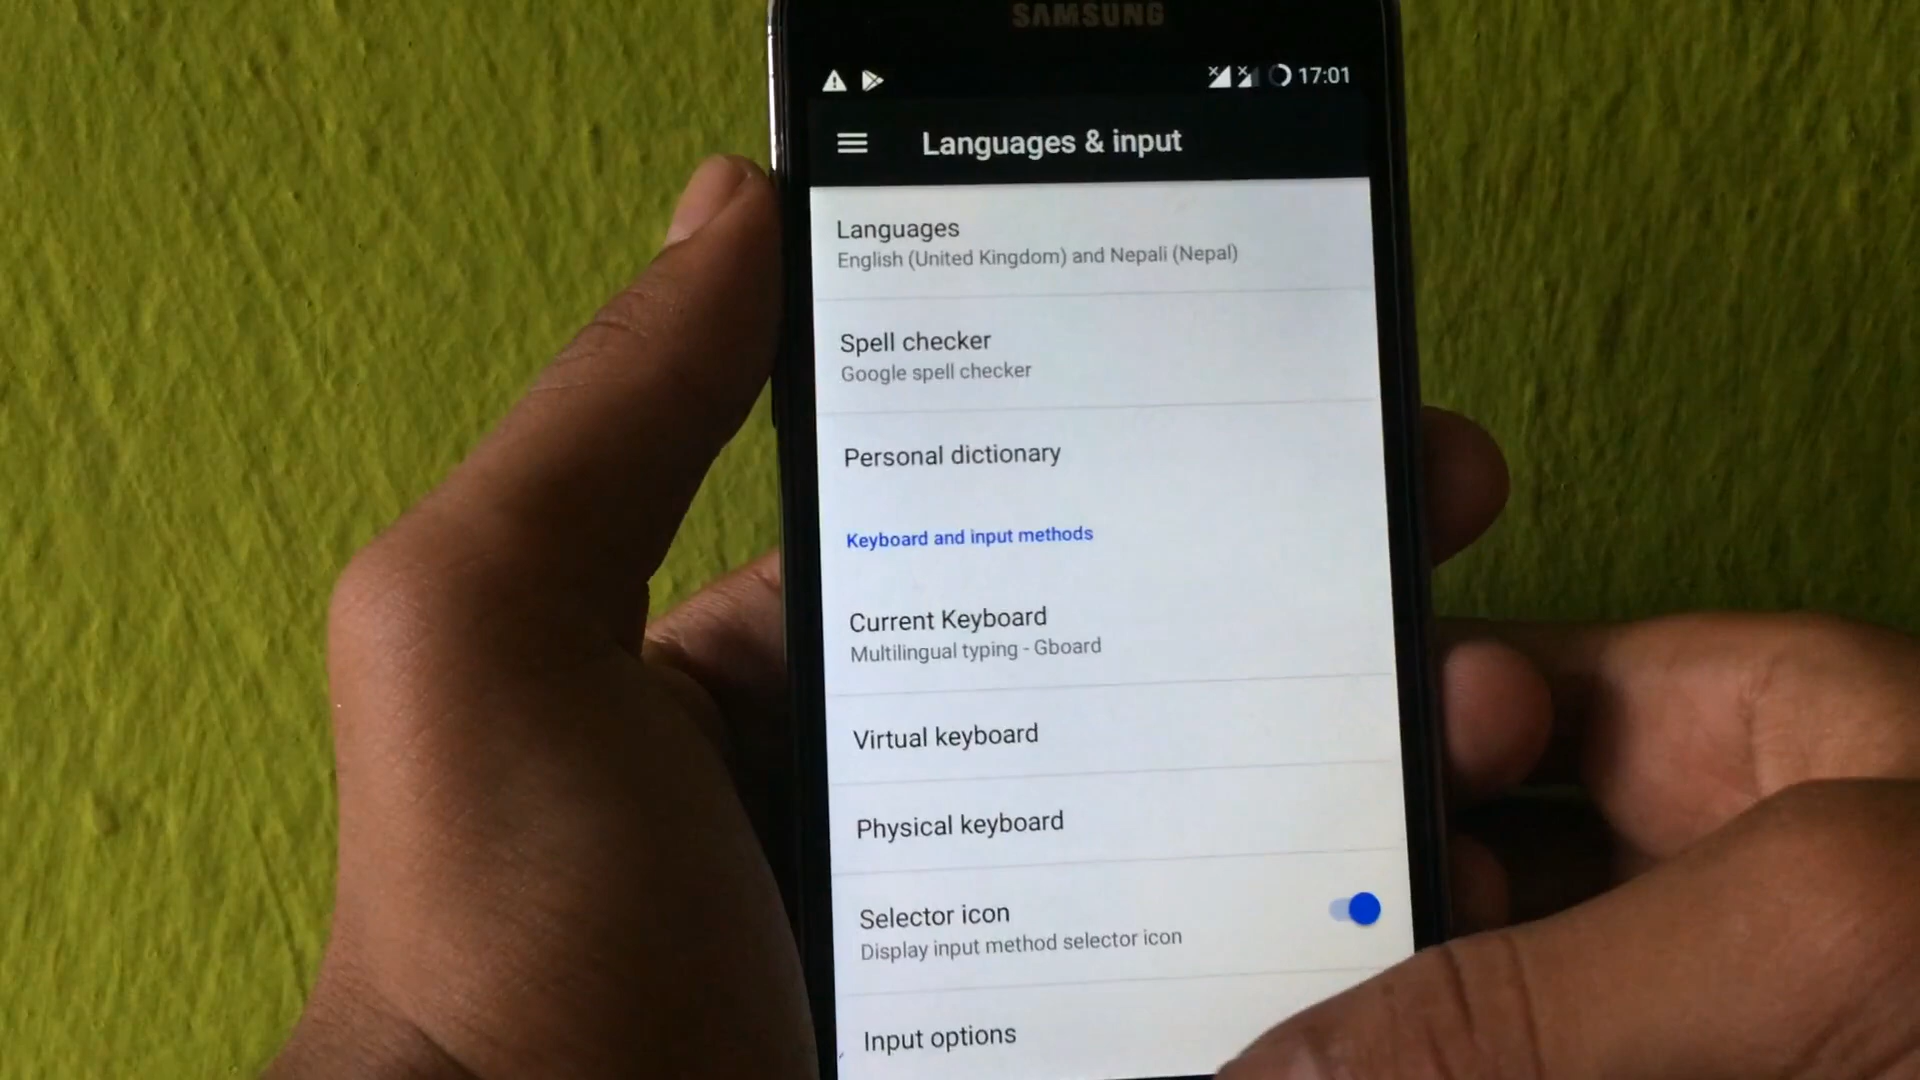 SAMSUNG
17:01
Languages & input
Languages
English (United Kingdom) and Nepali (Nepal)
Spell checker
Google spell checker
Personal dictionary
Keyboard and input methods
Current Keyboard
Multilingual typing - Gboard
Virtual keyboard
Physical keyboard
Selector icon
Display input method selector icon
Input options